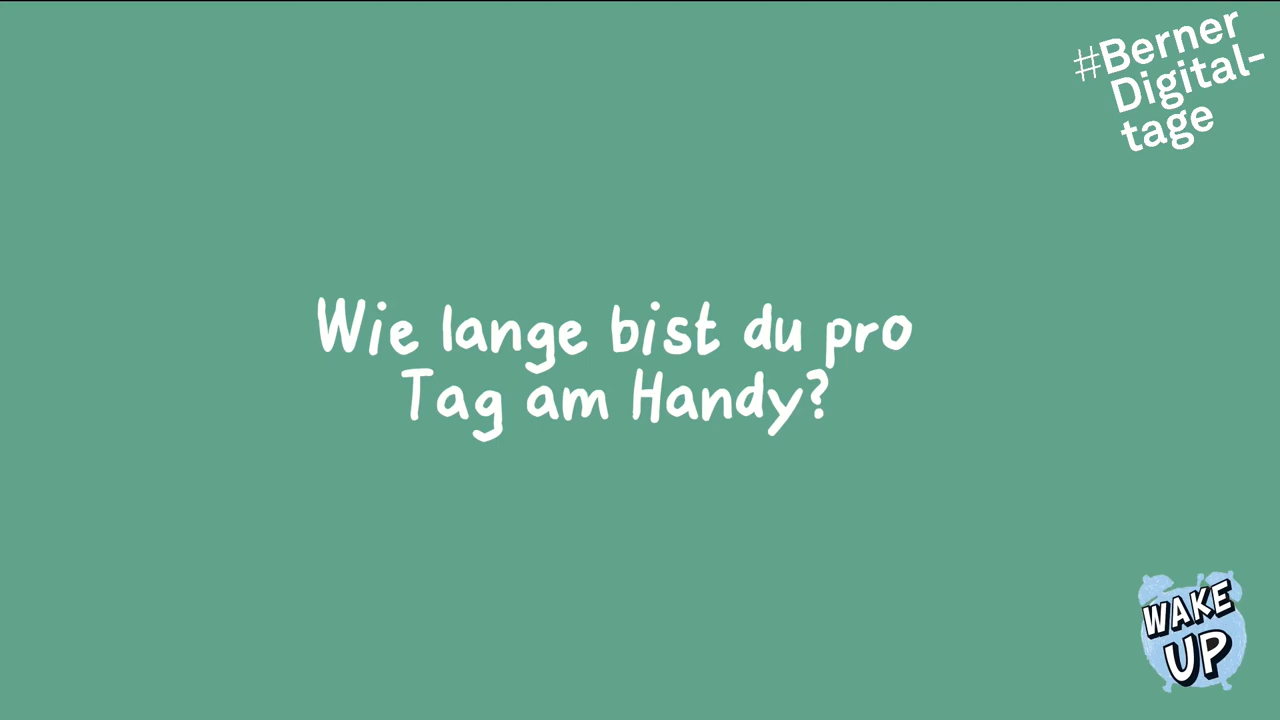 #Berner
Digital-
tage
Wie lange bist du pro
Tag am Handy?
WAKE
UP